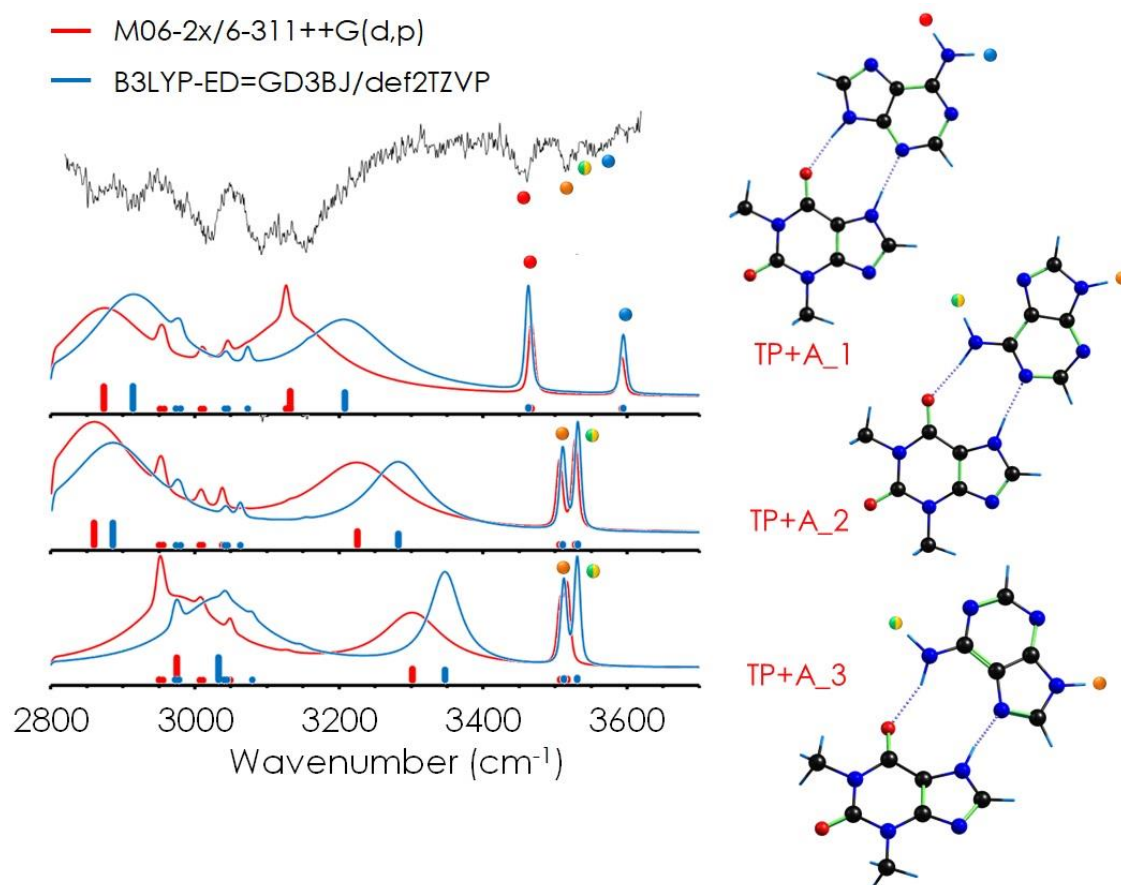 M06-2x/6-311++G(d,p)
B3LYP-ED=GD3BJ/def2TZVP
TP+A_1
TP+A_2
TP+A_3
2800 3000 3200 3400 3600
Wavenumber (cm-1)